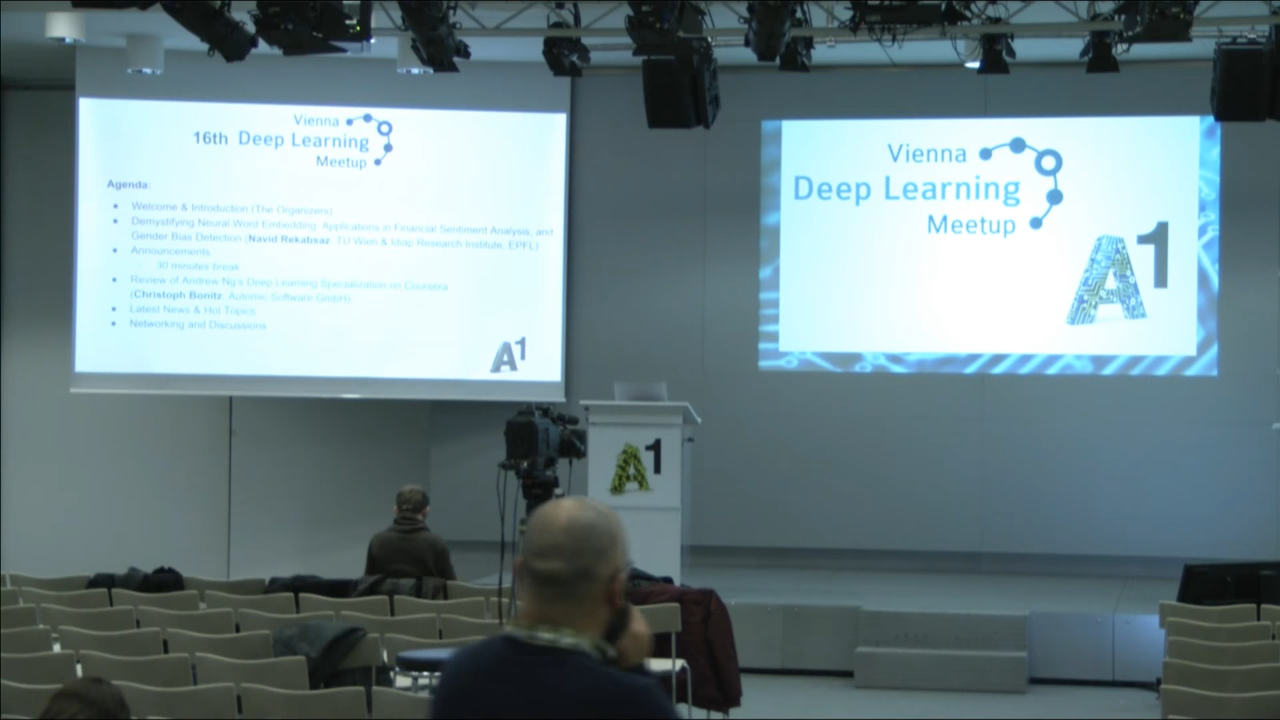 Vienna
16th Deep Learning
Meetup
Agenda:
Welcome & Introduction (The Organizers)
Demystifying Neural Word Embedding: Applications in Financial Sentiment Analysis, and
Gender Bias Detection (Navid Rekabsaz, TU Wien & Idiap Research Institute, EPFL)
Announcements
30 minutes break
Review of Andrew Ng's Deep Learning Specialization on Coursera
(Christoph Bonitz, Automic Software GmbH)
Latest News & Hot Topics
Networking and Discussions
A1
Vienna
Deep Learning
Meetup
A1
A1